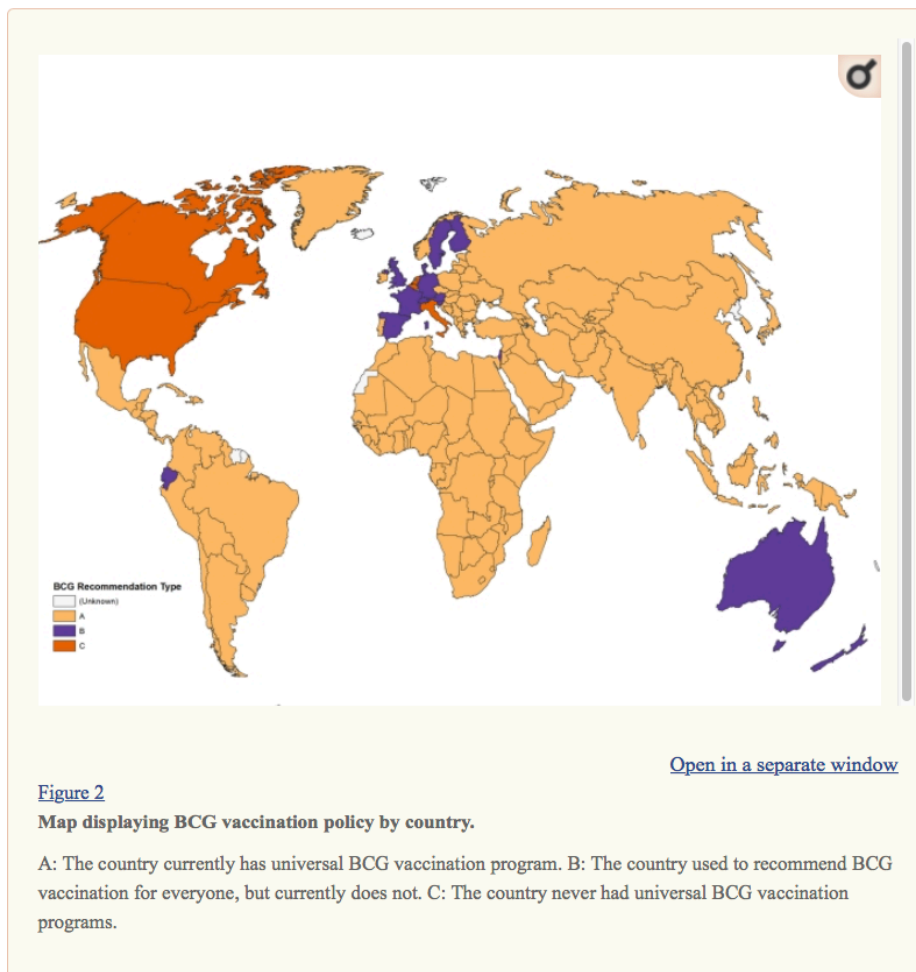 BCG Recommendation Type
(Unknown)
A
B
C
Open in a separate window
Figure 2
Map displaying BCG vaccination policy by country.
A: The country currently has universal BCG vaccination program. B: The country used to recommend BCG
vaccination for everyone, but currently does not. C: The country never had universal BCG vaccination
programs.